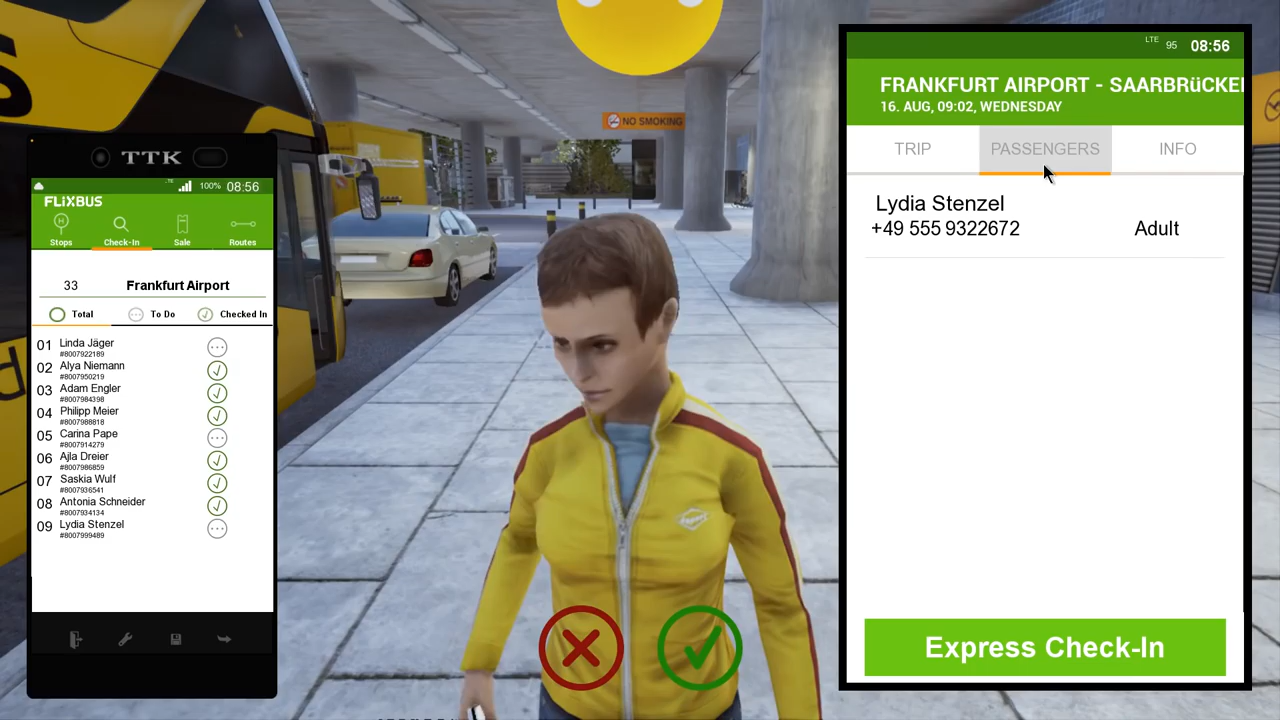 NO SMOKING
TTK
100% 08:56
FLiXBUS
Stops Check-In Sale Routes
33 Frankfurt Airport
Total To Do Checked In
01 Linda Jäger
#8007922189
02 Alya Niemann
#8007950219
03 Adam Engler
#8007984398
04 Philipp Meier
#8007988818
05 Carina Pape
#8007914279
06 Ajla Dreier
#8007986859
07 Saskia Wulf
#8007936541
08 Antonia Schneider
#8007934134
09 Lydia Stenzel
#8007999489
LTE 95 08:56
FRANKFURT AIRPORT - SAARBRüCKE
16. AUG, 09:02, WEDNESDAY
TRIP PASSENGERS INFO
Lydia Stenzel
+49 555 9322672 Adult
Express Check-In